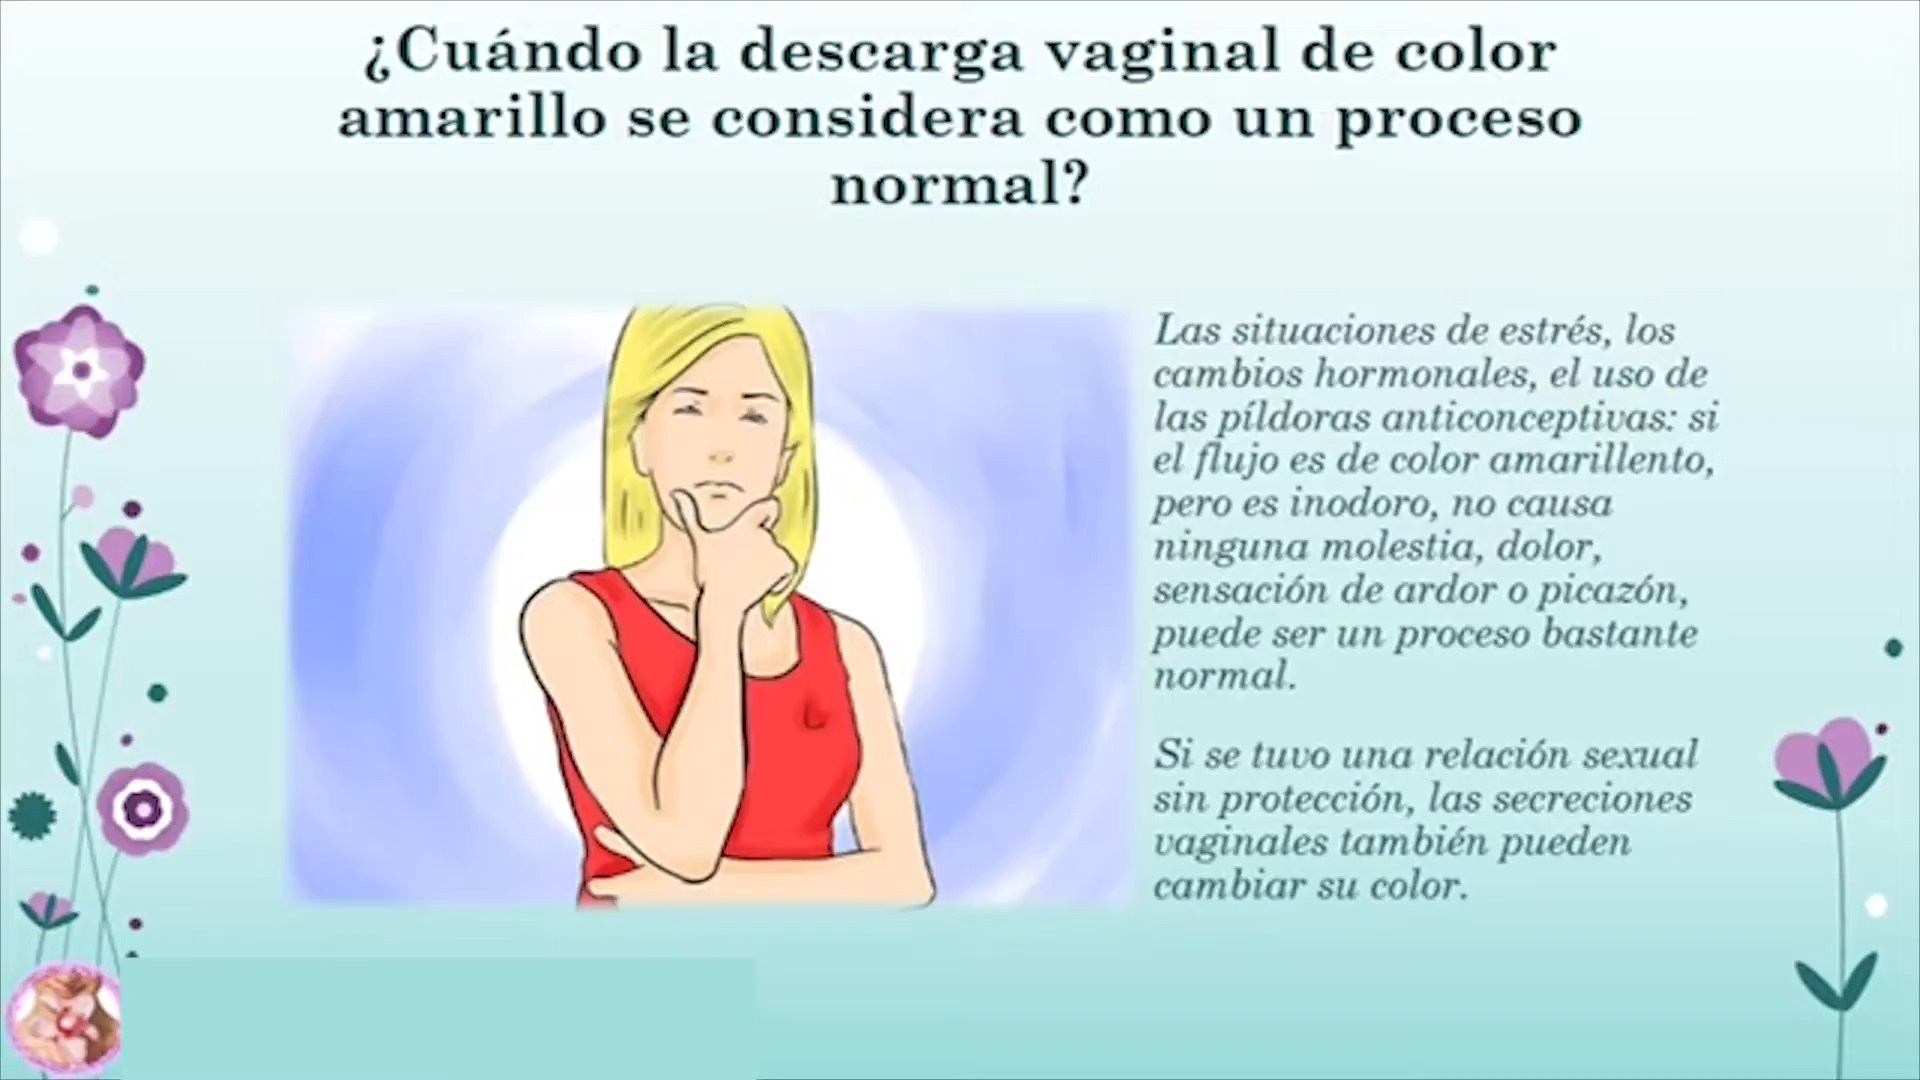 ¿Cuándo la descarga vaginal de color
amarillo se considera como un proceso
normal?
Las situaciones de estrés, los
cambios hormonales, el uso de
las píldoras anticonceptivas: si
el flujo es de color amarillento,
pero es inodoro, no causa
ninguna molestia, dolor,
sensación de ardor o picazón,
puede ser un proceso bastante
normal.
Si se tuvo una relación sexual
sin protección, las secreciones
vaginales también pueden
cambiar su color.